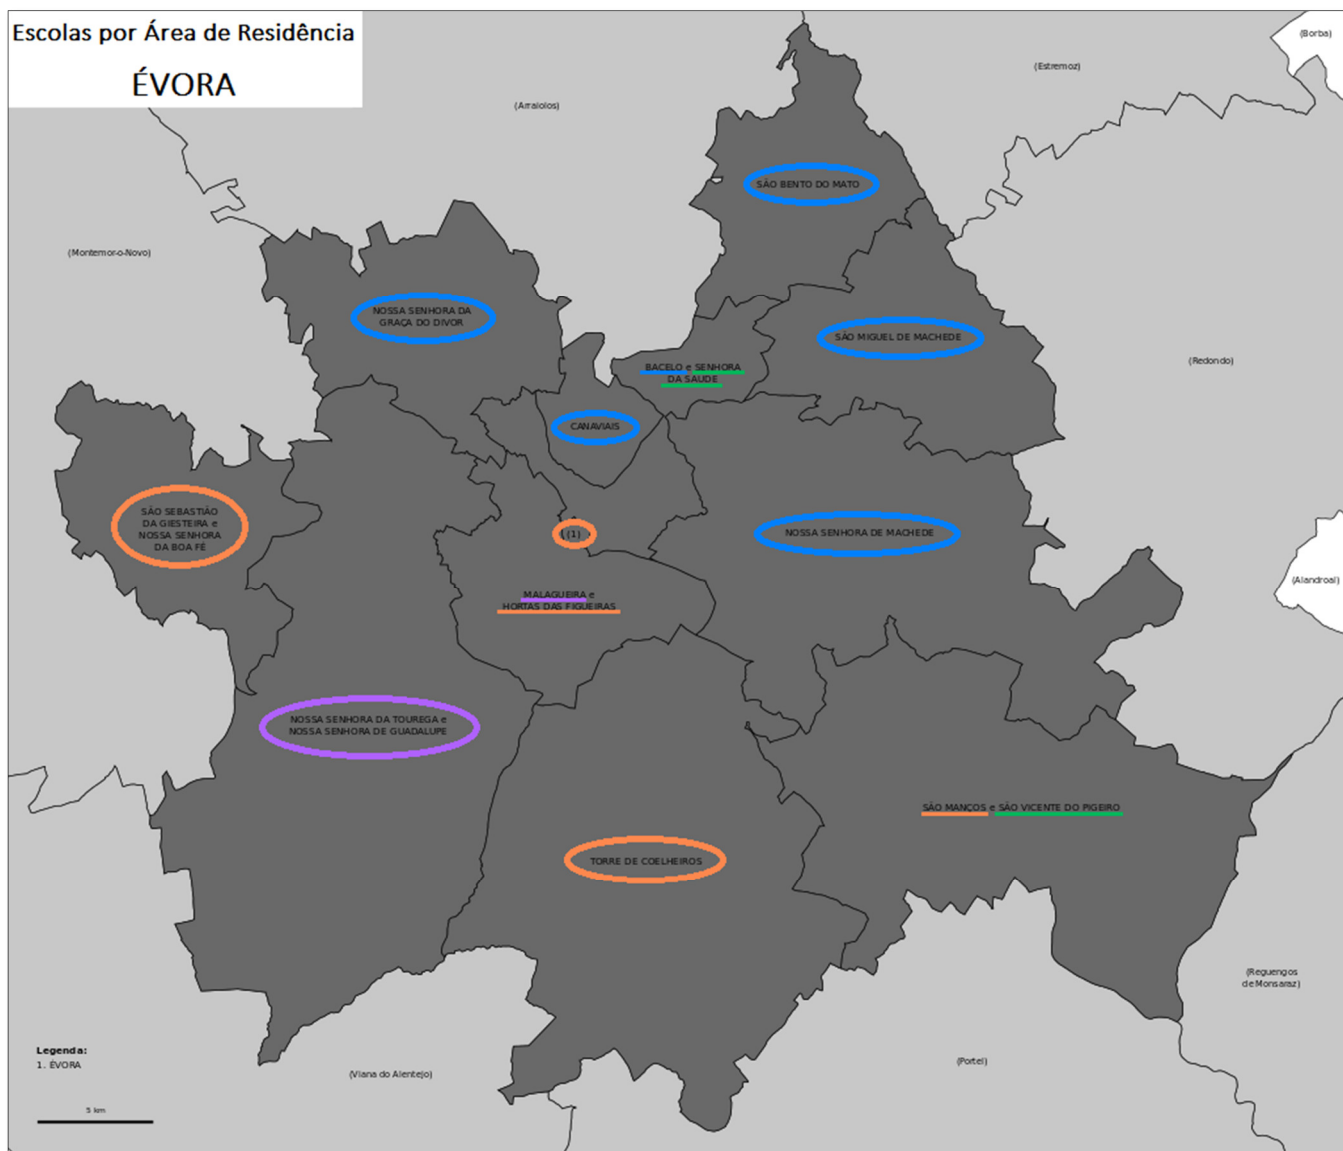 Escolas por Área de Residência
ÉVORA
(Borba)
(Estremoz)
(Arraiolos)
SÃO BENTO DO MATO
(Montemor-o-Novo)
NOSSA SENHORA DA
GRAÇA DO DIVOR
SÃO MIGUEL DE MACHEDE
(Redondo)
BACELO e SENHORA
DA SAÚDE
CANAVIAIS
SÃO SEBASTIÃO
DA GIESTEIRA e
NOSSA SENHORA
DA BOA FÉ
(1)
NOSSA SENHORA DE MACHEDE
(Alandroal)
MALAGUEIRA e
HORTAS DAS FIGUEIRAS
NOSSA SENHORA DA TOUREGA e
NOSSA SENHORA DE GUADALUPE
SÃO MANÇOS e SÃO VICENTE DO PIGEIRO
TORRE DE COELHEIROS
(Reguengos
de Monsaraz)
Legenda:
1. ÉVORA
(Viana do Alentejo)
(Portel)
5 km